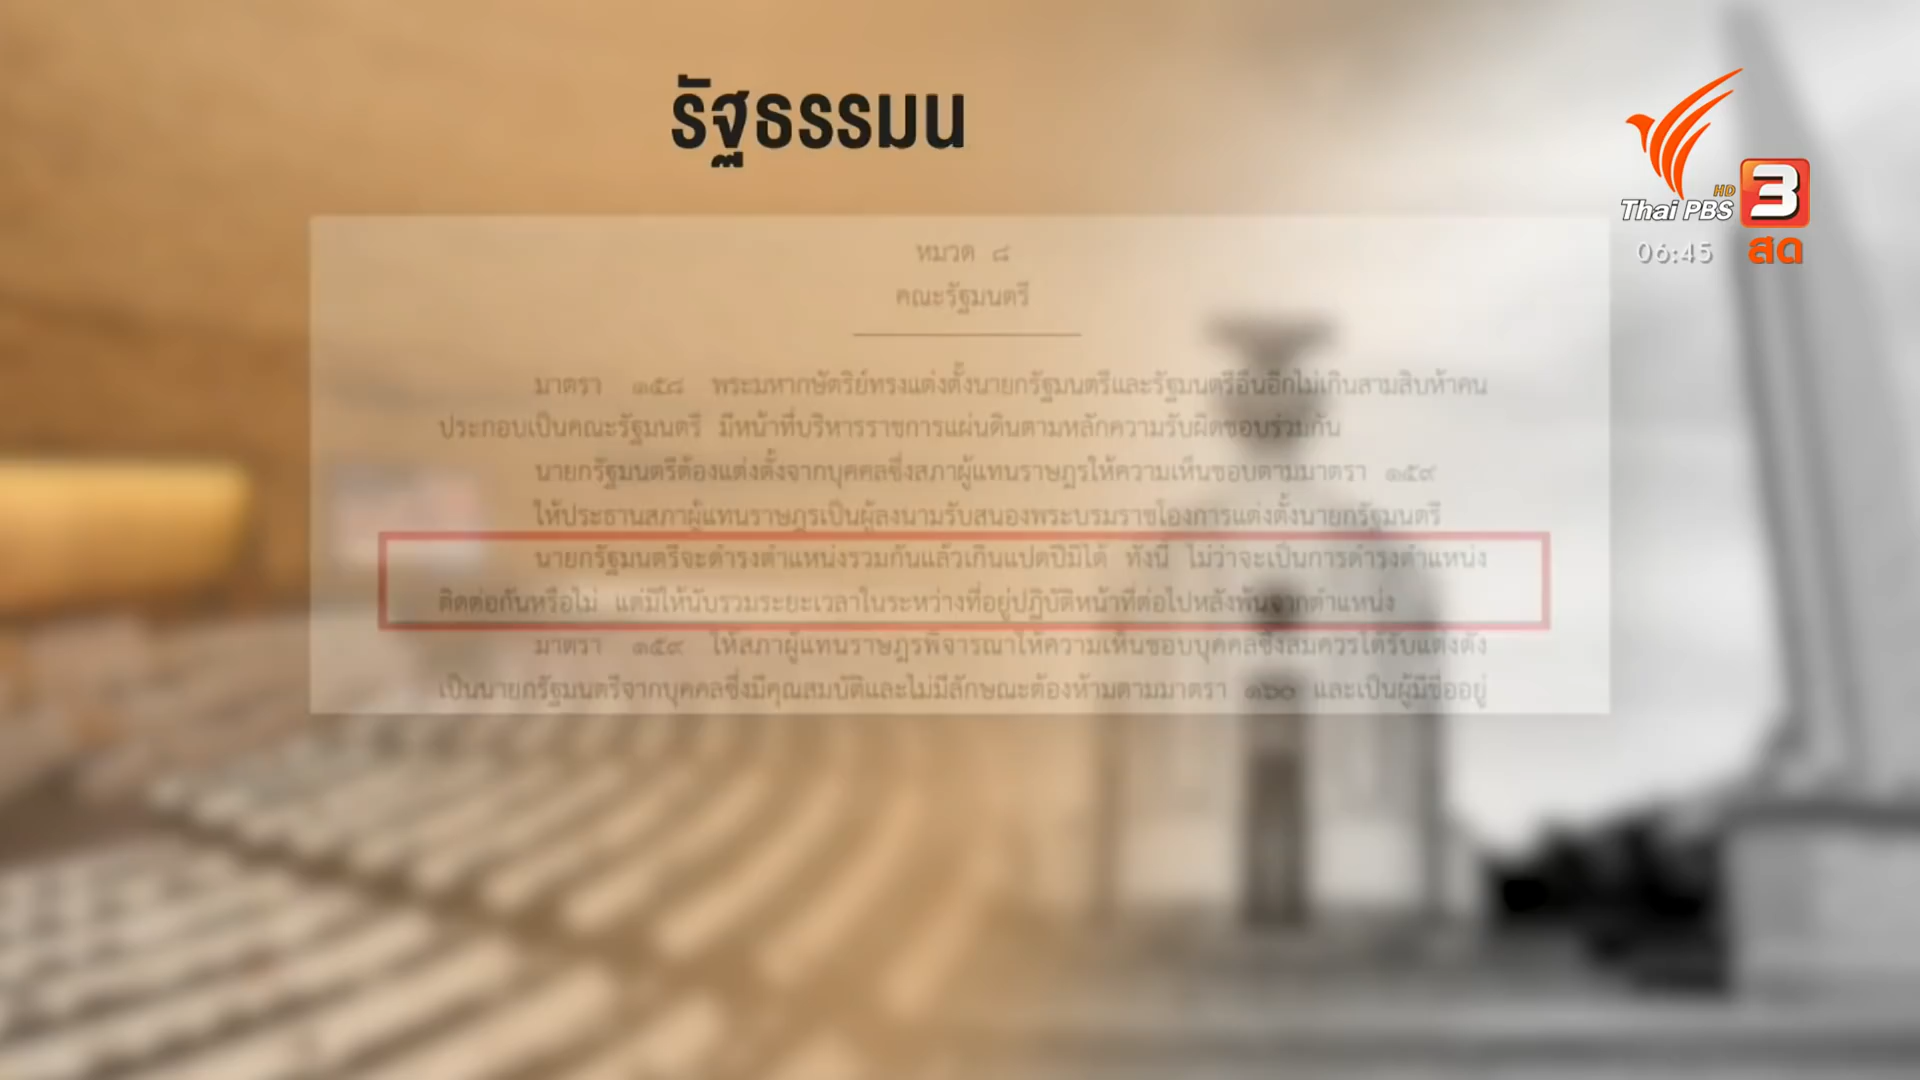 รัฐธรรมน
Thai PBS HD 3
06:45 สด
หมวด ๘
คณะรัฐมนตรี
มาตรา ๑๕๘ พระมหากษัตริย์ทรงแต่งตั้งนายกรัฐมนตรีและรัฐมนตรีอื่นอีกไม่เกินสามสิบห้าคน
ประกอบเป็นคณะรัฐมนตรี มีหน้าที่บริหารราชการแผ่นดินตามหลักความรับผิดชอบร่วมกัน
นายกรัฐมนตรีต้องแต่งตั้งจากบุคคลซึ่งสภาผู้แทนราษฎรให้ความเห็นชอบตามมาตรา ๑๕๙
ให้ประธานสภาผู้แทนราษฎรเป็นผู้ลงนามรับสนองพระบรมราชโองการแต่งตั้งนายกรัฐมนตรี
นายกรัฐมนตรีจะดำรงตำแหน่งรวมกันแล้วเกินแปดปีมิได้ ทั้งนี้ ไม่ว่าจะเป็นการดำรงตำแหน่ง
ติดต่อกันหรือไม่ แต่มิให้นับรวมระยะเวลาในระหว่างที่อยู่ปฏิบัติหน้าที่ต่อไปหลังพ้นจากตำแหน่ง
มาตรา ๑๕๙ ให้สภาผู้แทนราษฎรพิจารณาให้ความเห็นชอบบุคคลซึ่งสมควรได้รับแต่งตั้ง
เป็นนายกรัฐมนตรีจากบุคคลซึ่งมีคุณสมบัติและไม่มีลักษณะต้องห้ามตามมาตรา ๑๖๐ และเป็นผู้มีชื่ออยู่